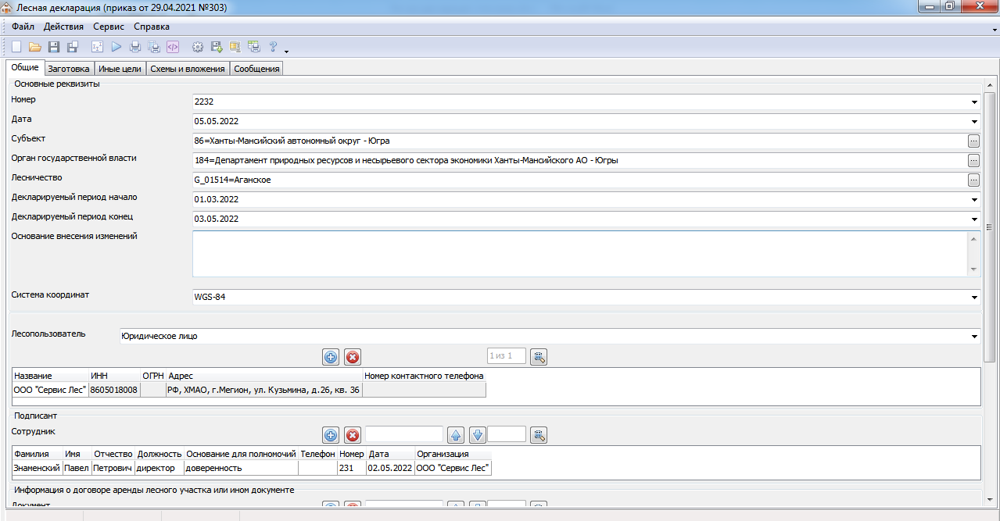 Лесная декларация (приказ от 29.04.2021 №303)
Файл Действия Сервис Справка
Общие Заготовка Иные цели Схемы и вложения Сообщения
Основные реквизиты
Номер 2232
Дата 05.05.2022
Субъект 86=Ханты-Мансийский автономный округ - Югра
Орган государственной власти 184=Департамент природных ресурсов и несырьевого сектора экономики Ханты-Мансийского АО - Югры
Лесничество G_01514=Аганское
Декларируемый период начало 01.03.2022
Декларируемый период конец 03.05.2022
Основание внесения изменений
Система координат WGS-84
Лесопользователь Юридическое лицо
1 из 1
Название ИНН ОГРН Адрес Номер контактного телефона
ООО "Сервис Лес" 8605018008 РФ, ХМАО, г.Мегион, ул. Кузьмина, д.26, кв. 36
Подписант
Сотрудник
Фамилия Имя Отчество Должность Основание для полномочий Телефон Номер Дата Организация
Знаменский Павел Петрович директор доверенность 231 02.05.2022 ООО "Сервис Лес"
Информация о договоре аренды лесного участка или ином документе
Документ